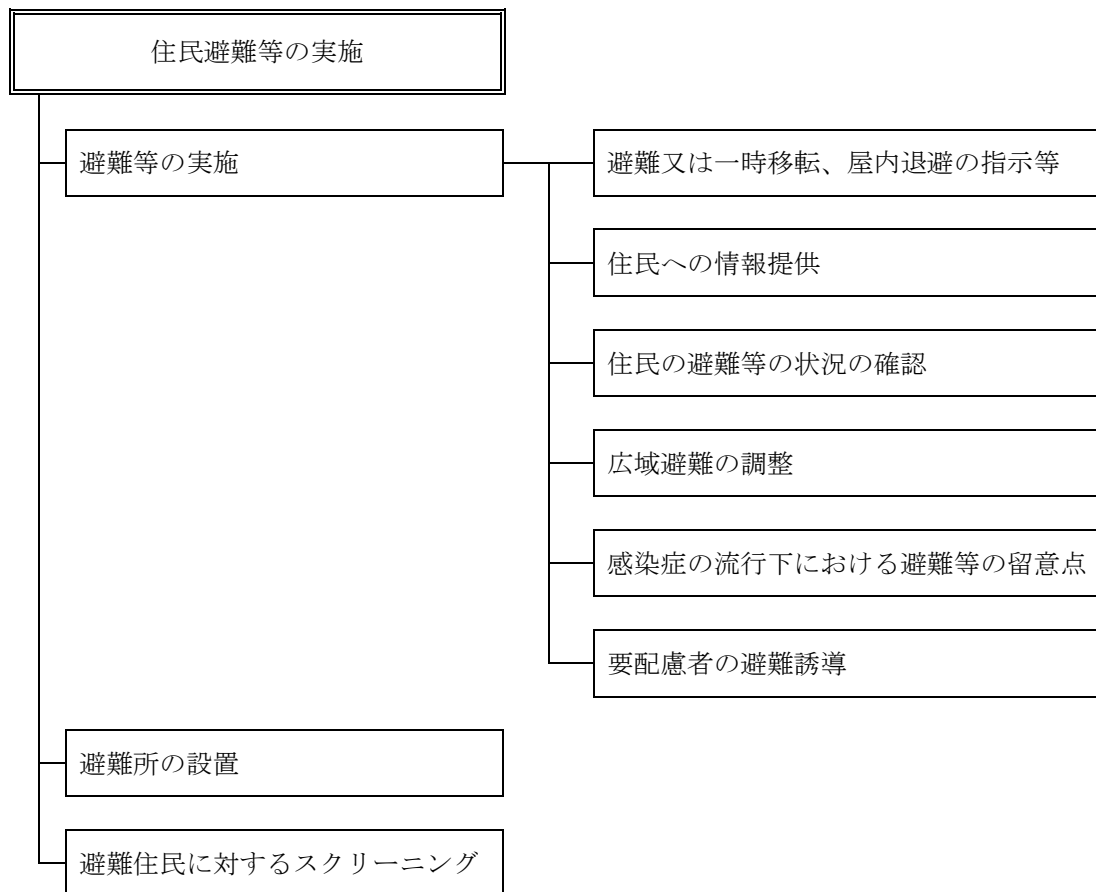 住民避難等の実施
避難等の実施
避難又は一時移転、屋内退避の指示等
住民への情報提供
住民の避難等の状況の確認
広域避難の調整
感染症の流行下における避難等の留意点
要配慮者の避難誘導
避難所の設置
避難住民に対するスクリーニング